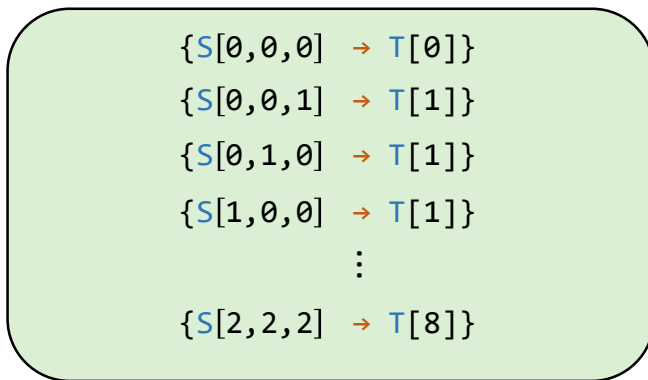 {S[0,0,0] → T[0]}
{S[0,0,1] → T[1]}
{S[0,1,0] → T[1]}
{S[1,0,0] → T[1]}
⋮
{S[2,2,2] → T[8]}